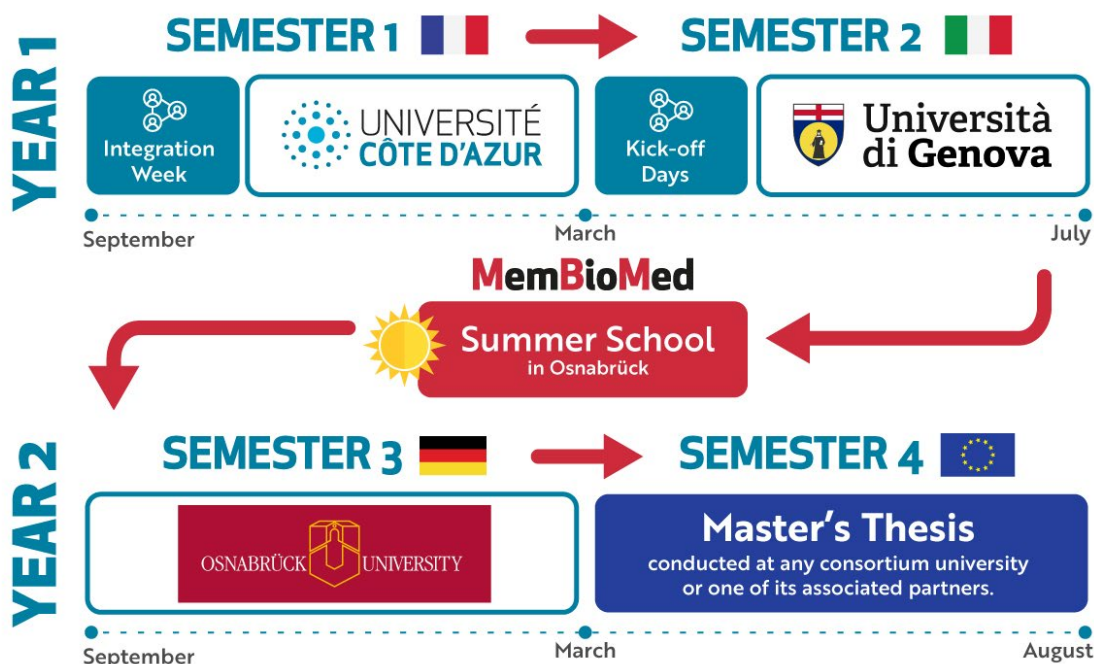 YEAR 1
SEMESTER 1
SEMESTER 2
Integration
Week
UNIVERSITÉ
CÔTE D'AZUR
Kick-off
Days
Università
di Genova
September
March
July
MemBioMed
Summer School
in Osnabrück
YEAR 2
SEMESTER 3
SEMESTER 4
OSNABRÜCK UNIVERSITY
Master's Thesis
conducted at any consortium university
or one of its associated partners.
September
March
August